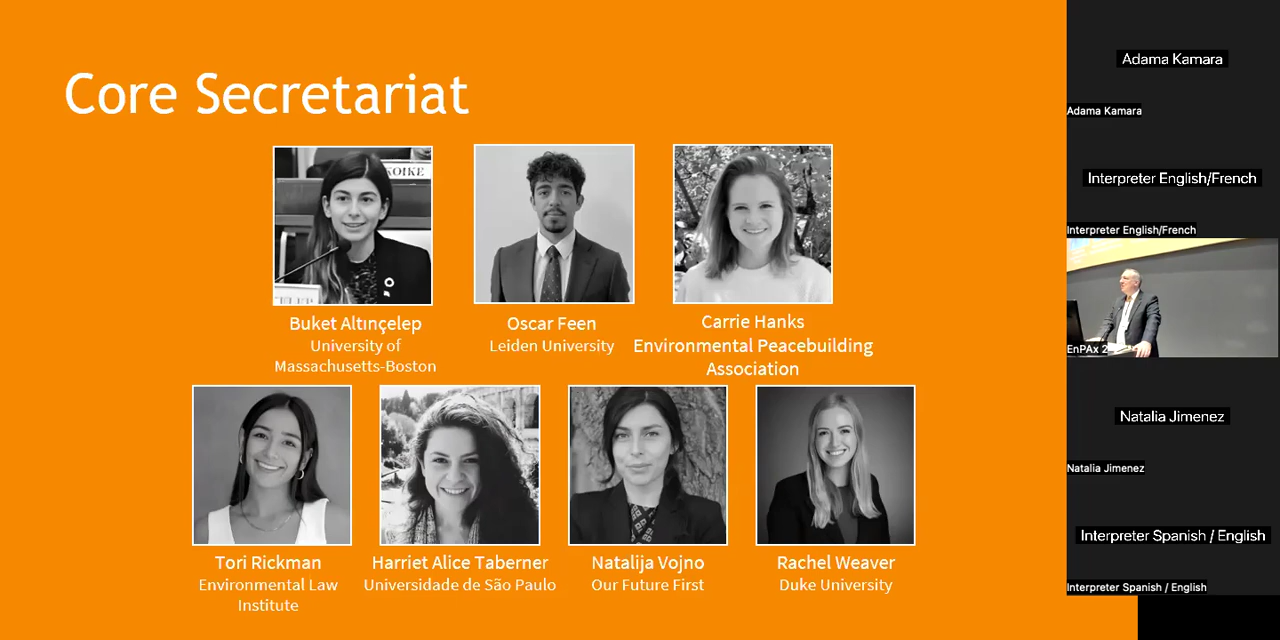 Core Secretariat
KOIKE
Buket Altınçelep
University of
Massachusetts-Boston
Oscar Feen
Leiden University
Carrie Hanks
Environmental Peacebuilding
Association
Tori Rickman
Environmental Law
Institute
Harriet Alice Taberner
Universidade de São Paulo
Natalija Vojno
Our Future First
Rachel Weaver
Duke University
Adama Kamara
Adama Kamara
Interpreter English/French
Interpreter English/French
EnPAx 2
Natalia Jimenez
Natalia Jimenez
Interpreter Spanish / English
Interpreter Spanish / English